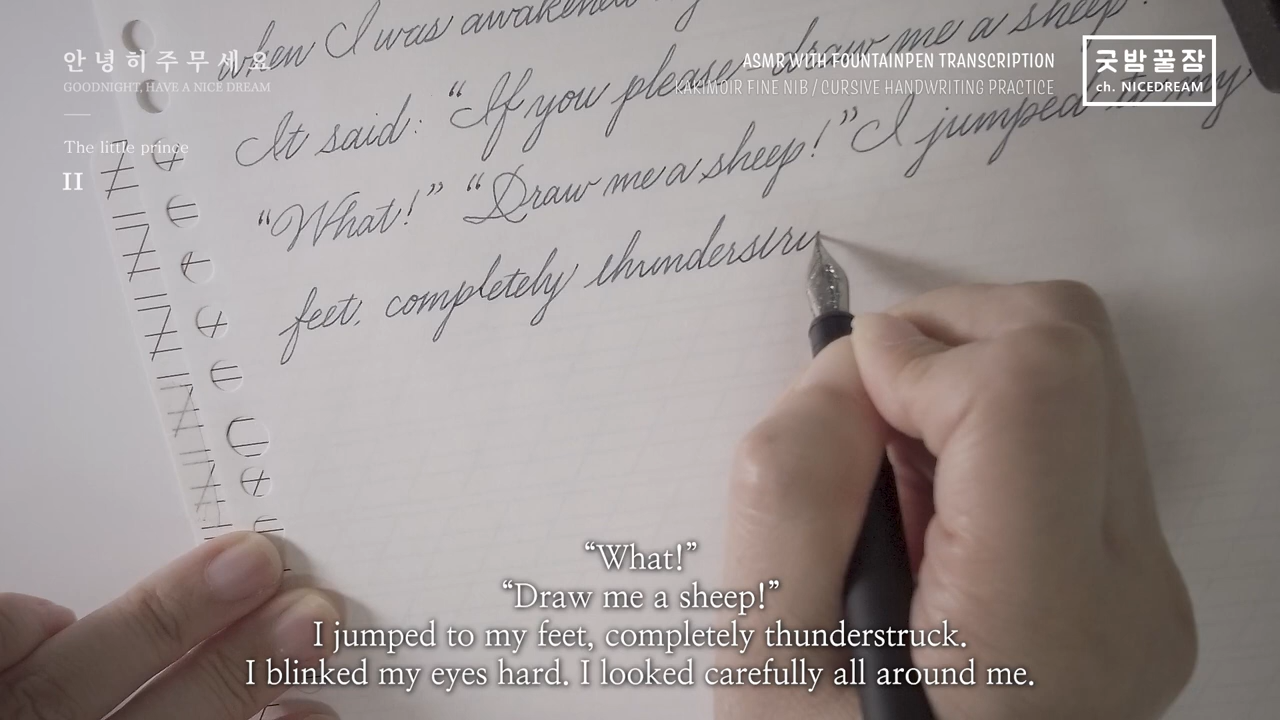 안녕히주무세요
GOODNIGHT, HAVE A NICE DREAM
The little prince
II
ASMR WITH FOUNTAINPEN TRANSCRIPTION
KAKIMOIR FINE NIB / CURSIVE HANDWRITING PRACTICE
굿밤꿀잠
ch. NICEDREAM
when I was awakened
It said: “If you please draw me a sheep!
“What!” “Draw me a sheep!” I jumped to my
feet, completely thunderstru
“What!”
“Draw me a sheep!”
I jumped to my feet, completely thunderstruck.
I blinked my eyes hard. I looked carefully all around me.